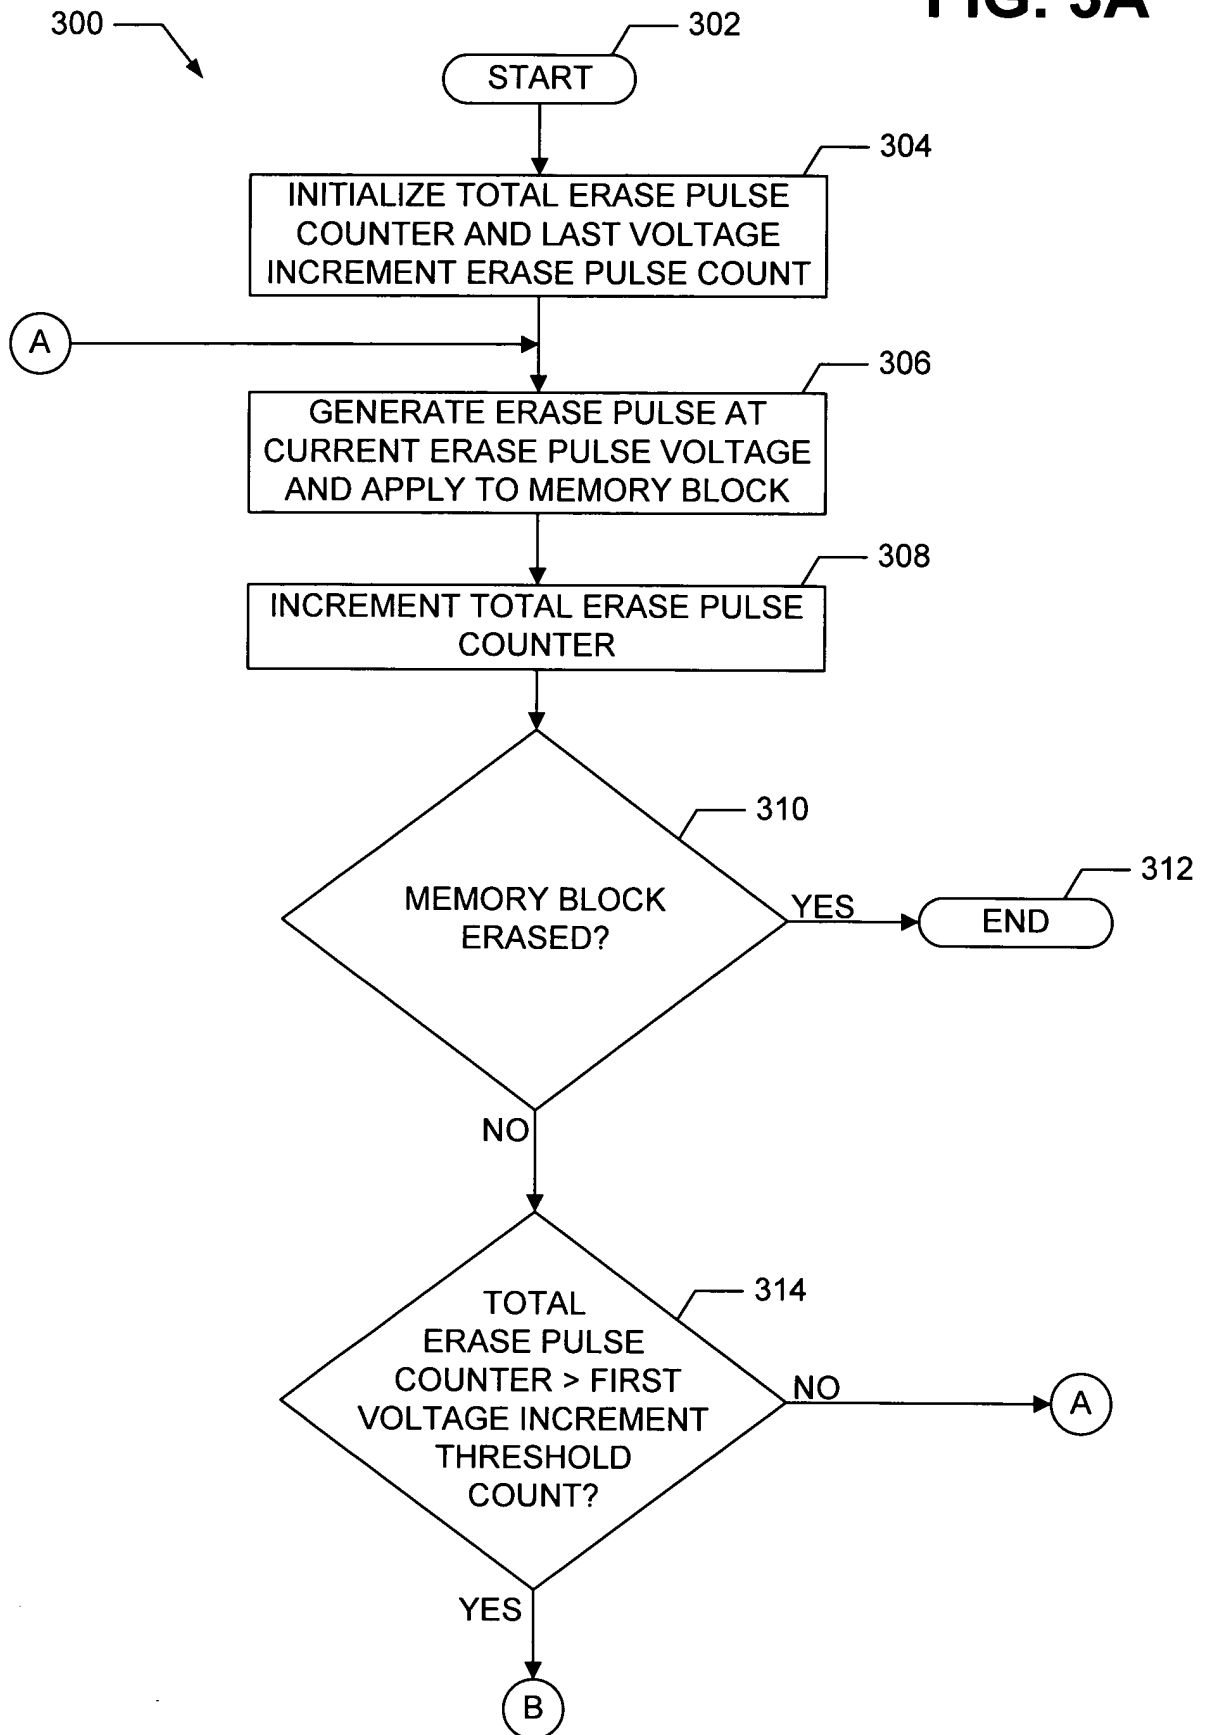 FIG. 3A
300
302
START
304
INITIALIZE TOTAL ERASE PULSE
COUNTER AND LAST VOLTAGE
INCREMENT ERASE PULSE COUNT
A
306
GENERATE ERASE PULSE AT
CURRENT ERASE PULSE VOLTAGE
AND APPLY TO MEMORY BLOCK
308
INCREMENT TOTAL ERASE PULSE
COUNTER
310
MEMORY BLOCK
ERASED?
YES
312
END
NO
314
TOTAL
ERASE PULSE
COUNTER > FIRST
VOLTAGE INCREMENT
THRESHOLD
COUNT?
NO
A
YES
B